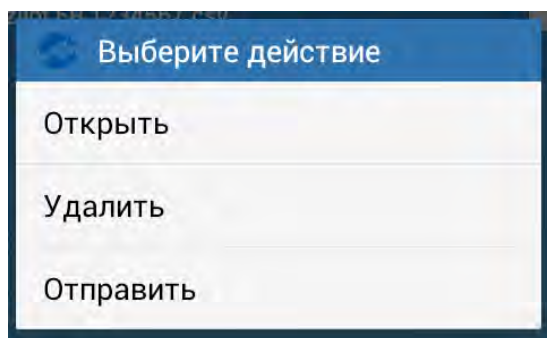 Выберите действие
Открыть
Удалить
Отправить